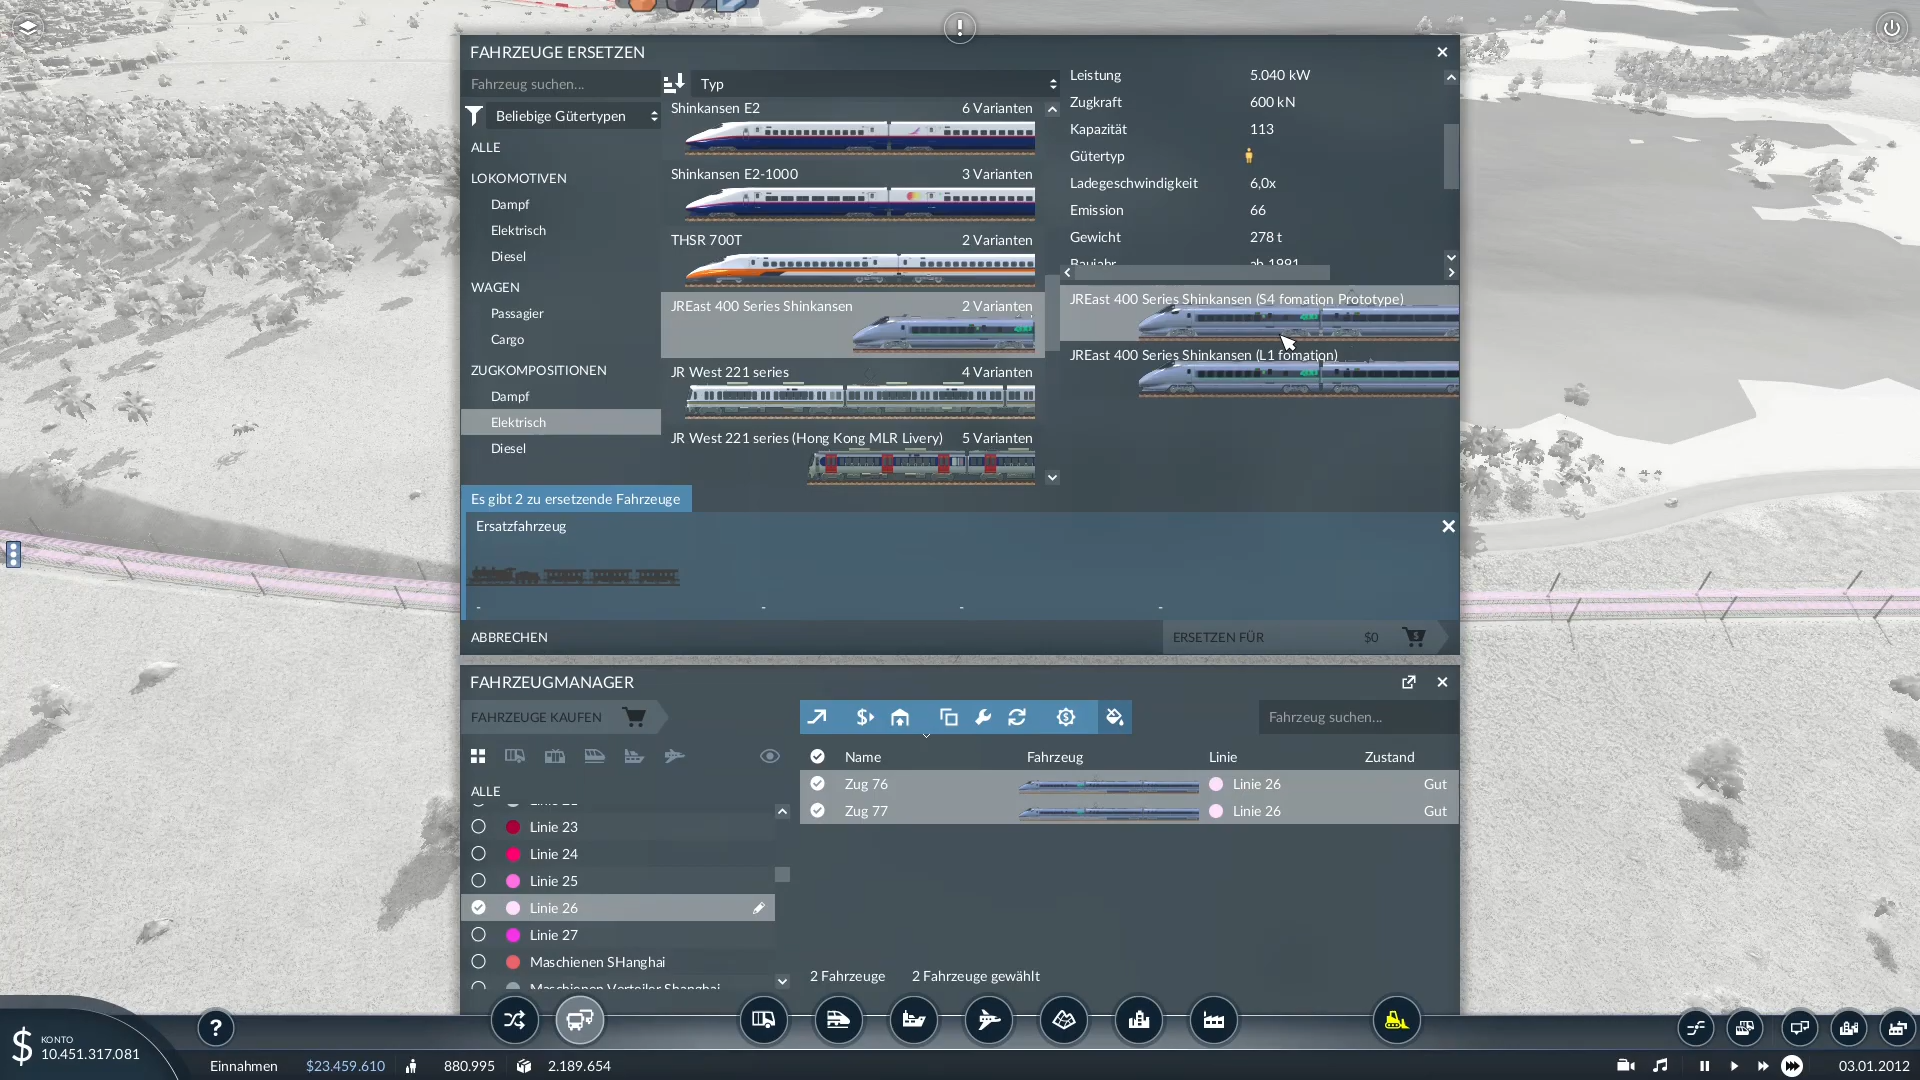 FAHRZEUGE ERSETZEN
Fahrzeug suchen...
Typ
Beliebige Gütertypen
ALLE
LOKOMOTIVEN
Dampf
Elektrisch
Diesel
WAGEN
Passagier
Cargo
ZUGKOMPOSITIONEN
Dampf
Elektrisch
Diesel
Shinkansen E2 6 Varianten
Shinkansen E2-1000 3 Varianten
THSR 700T 2 Varianten
JREast 400 Series Shinkansen 2 Varianten
JR West 221 series 4 Varianten
JR West 221 series (Hong Kong MLR Livery) 5 Varianten
Leistung 5.040 kW
Zugkraft 600 kN
Kapazität 113
Gütertyp
Ladegeschwindigkeit 6,0x
Emission 66
Gewicht 278 t
Baujahr ab 1991
JREast 400 Series Shinkansen (S4 fomation Prototype)
JREast 400 Series Shinkansen (L1 fomation)
Es gibt 2 zu ersetzende Fahrzeuge
Ersatzfahrzeug
- - - -
ABBRECHEN
ERSETZEN FÜR $0
FAHRZEUGMANAGER
FAHRZEUGE KAUFEN
Fahrzeug suchen...
ALLE
Linie 23
Linie 24
Linie 25
Linie 26
Linie 27
Maschienen SHanghai
Maschienen Verteiler Shanghai
Name Fahrzeug Linie Zustand
Zug 76 Linie 26 Gut
Zug 77 Linie 26 Gut
2 Fahrzeuge 2 Fahrzeuge gewählt
KONTO
10.451.317.081
Einnahmen $23.459.610 880.995 2.189.654
03.01.2012